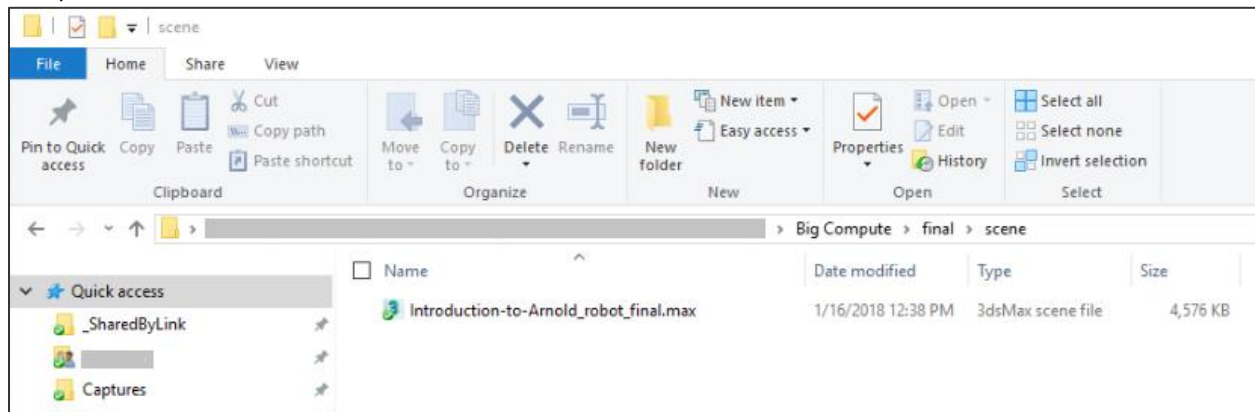 scene
File Home Share View
Pin to Quick access
Copy
Paste
Cut
Copy path
Paste shortcut
Move to
Copy to
Delete
Rename
New folder
New item
Easy access
Properties
Open
Edit
History
Select all
Select none
Invert selection
Clipboard Organize New Open Select
> > Big Compute > final > scene
Name Date modified Type Size
Quick access
Introduction-to-Arnold_robot_final.max 1/16/2018 12:38 PM 3dsMax scene file 4,576 KB
_SharedByLink
Captures